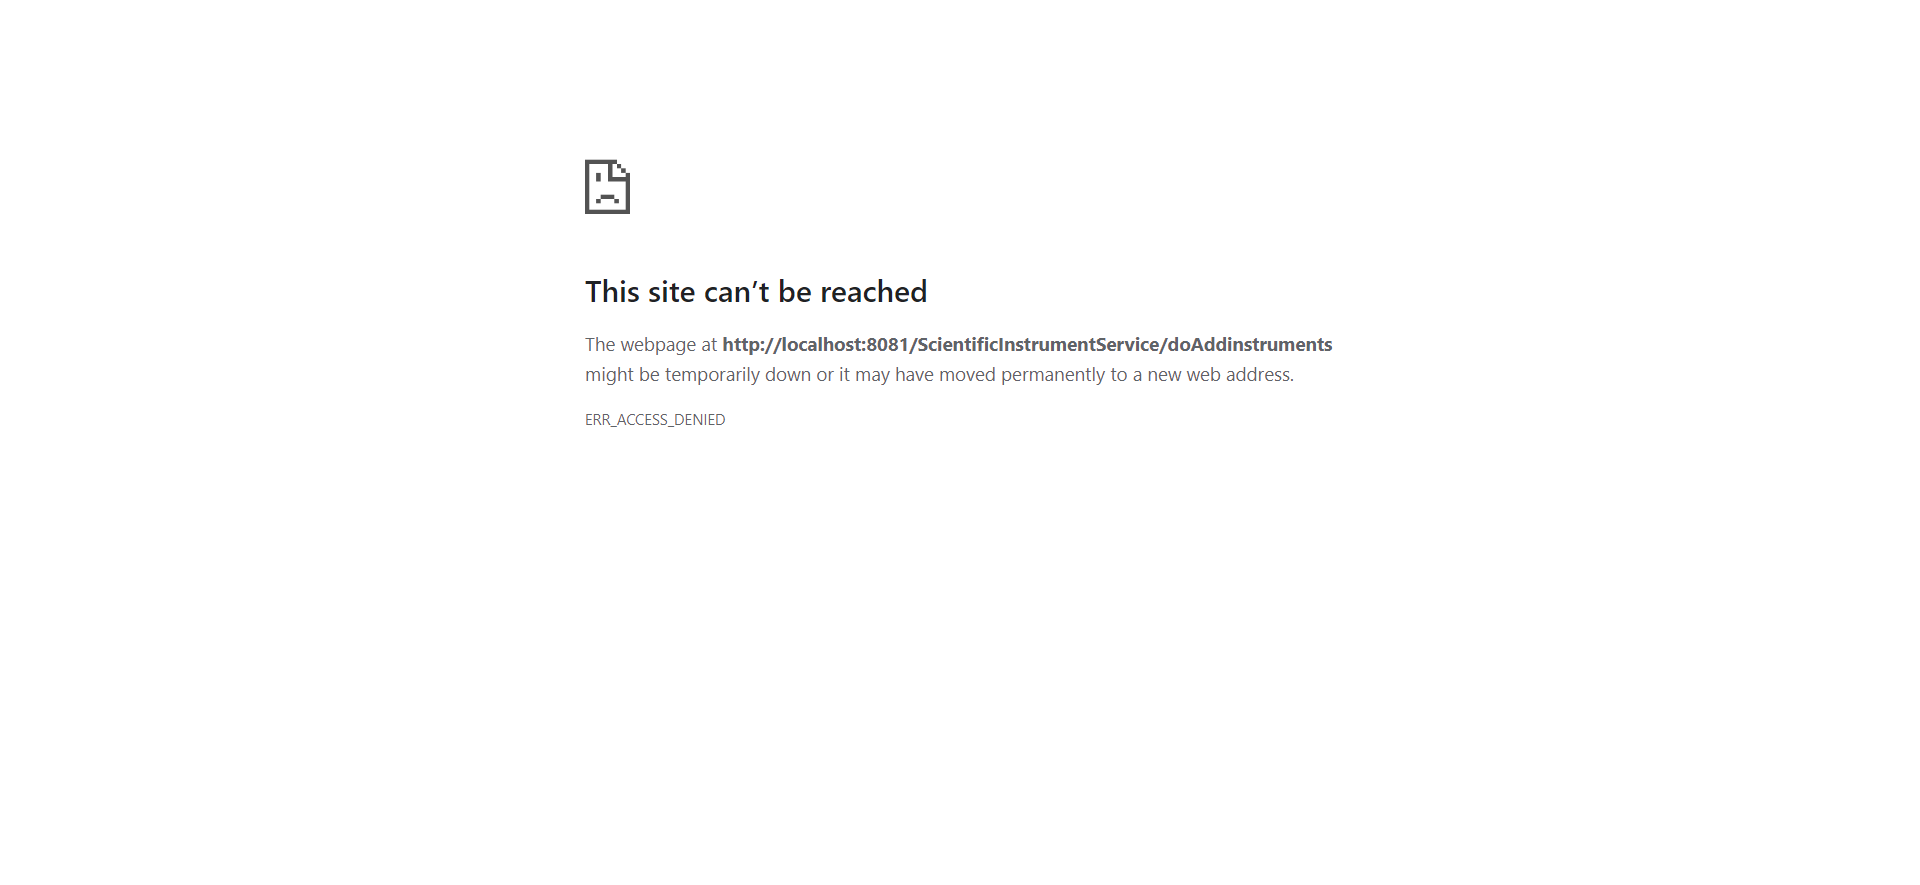 This site can’t be reached
The webpage at http://localhost:8081/ScientificInstrumentService/doAddinstruments
might be temporarily down or it may have moved permanently to a new web address.
ERR_ACCESS_DENIED